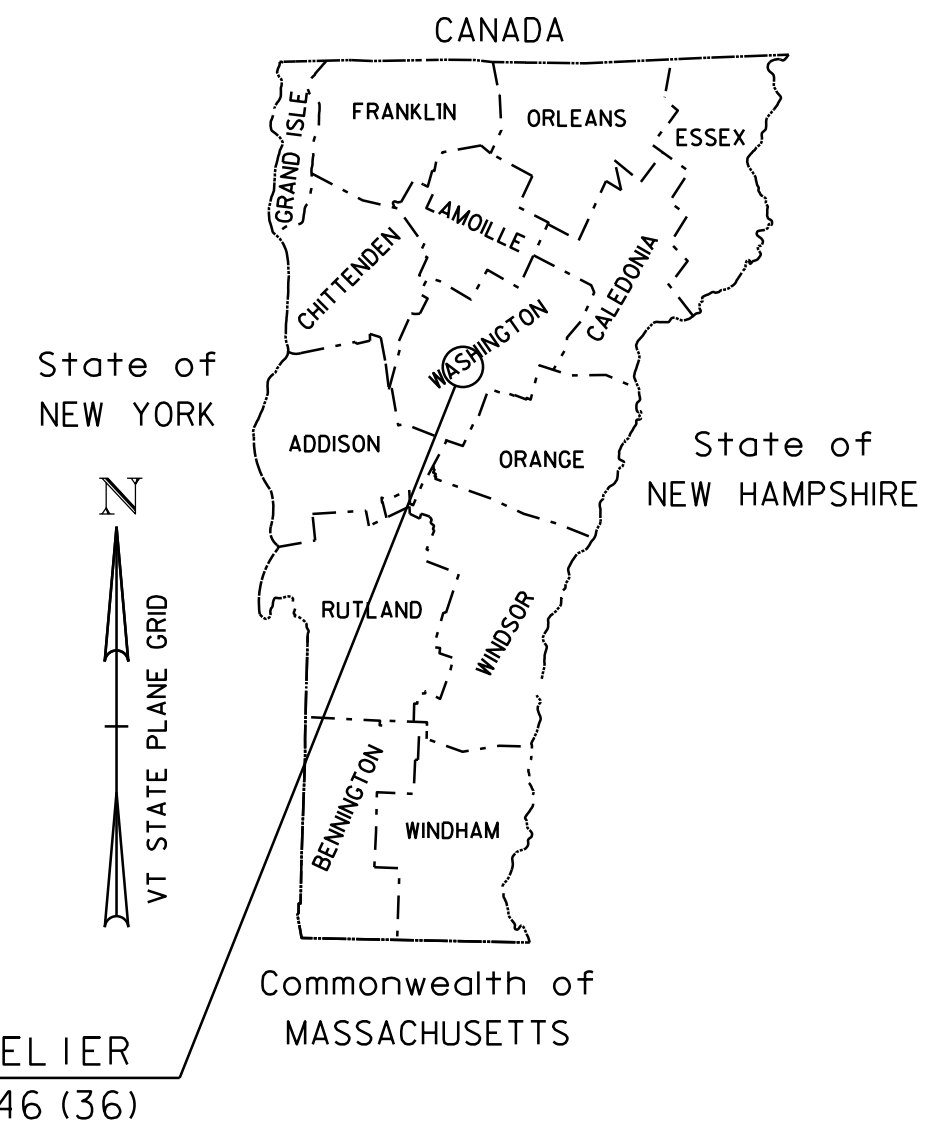 CANADA
FRANKLIN
ORLEANS
ESSEX
GRAND ISLE
LAMOILLE
CHITTENDEN
CALEDONIA
WASHINGTON
State of
NEW YORK
ADDISON
ORANGE
State of
NEW HAMPSHIRE
N
VT STATE PLANE GRID
RUTLAND
WINDSOR
BENNINGTON
WINDHAM
Commonwealth of
MASSACHUSETTS
ELIER
46 (36)